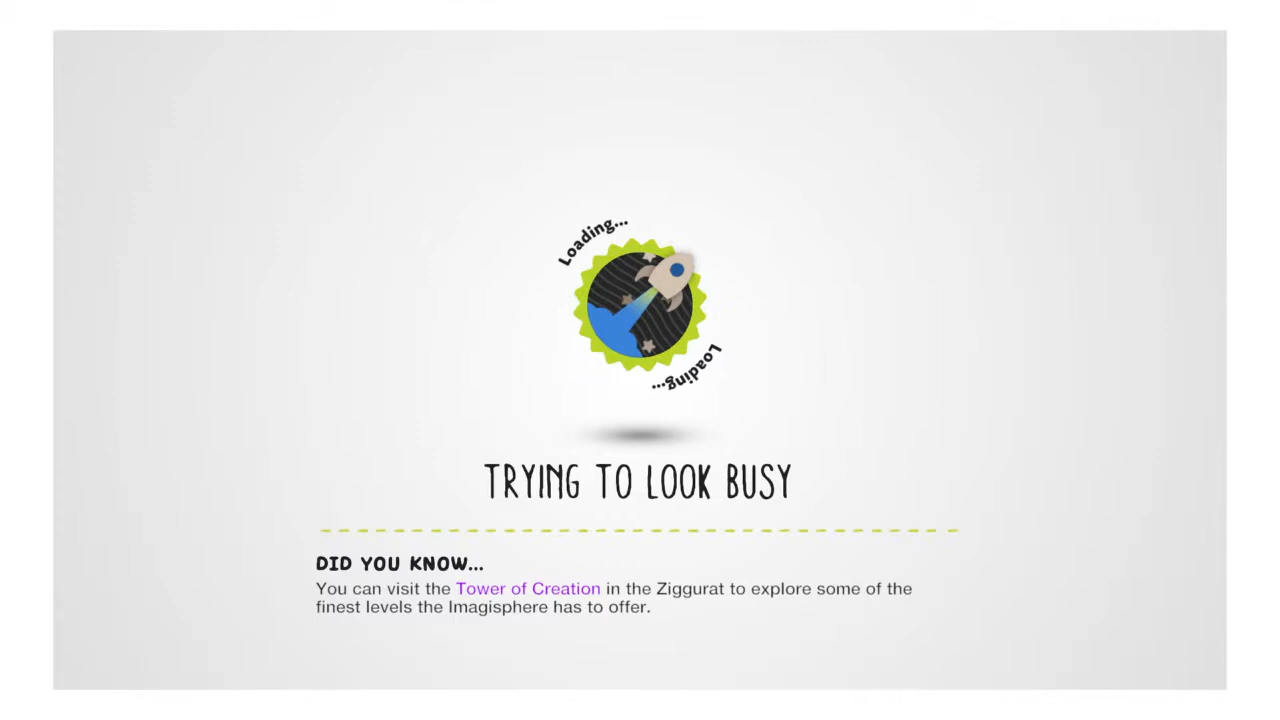 Loading...
Loading...
TRYING TO LOOK BUSY
DID YOU KNOW...
You can visit the Tower of Creation in the Ziggurat to explore some of the
finest levels the Imagisphere has to offer.